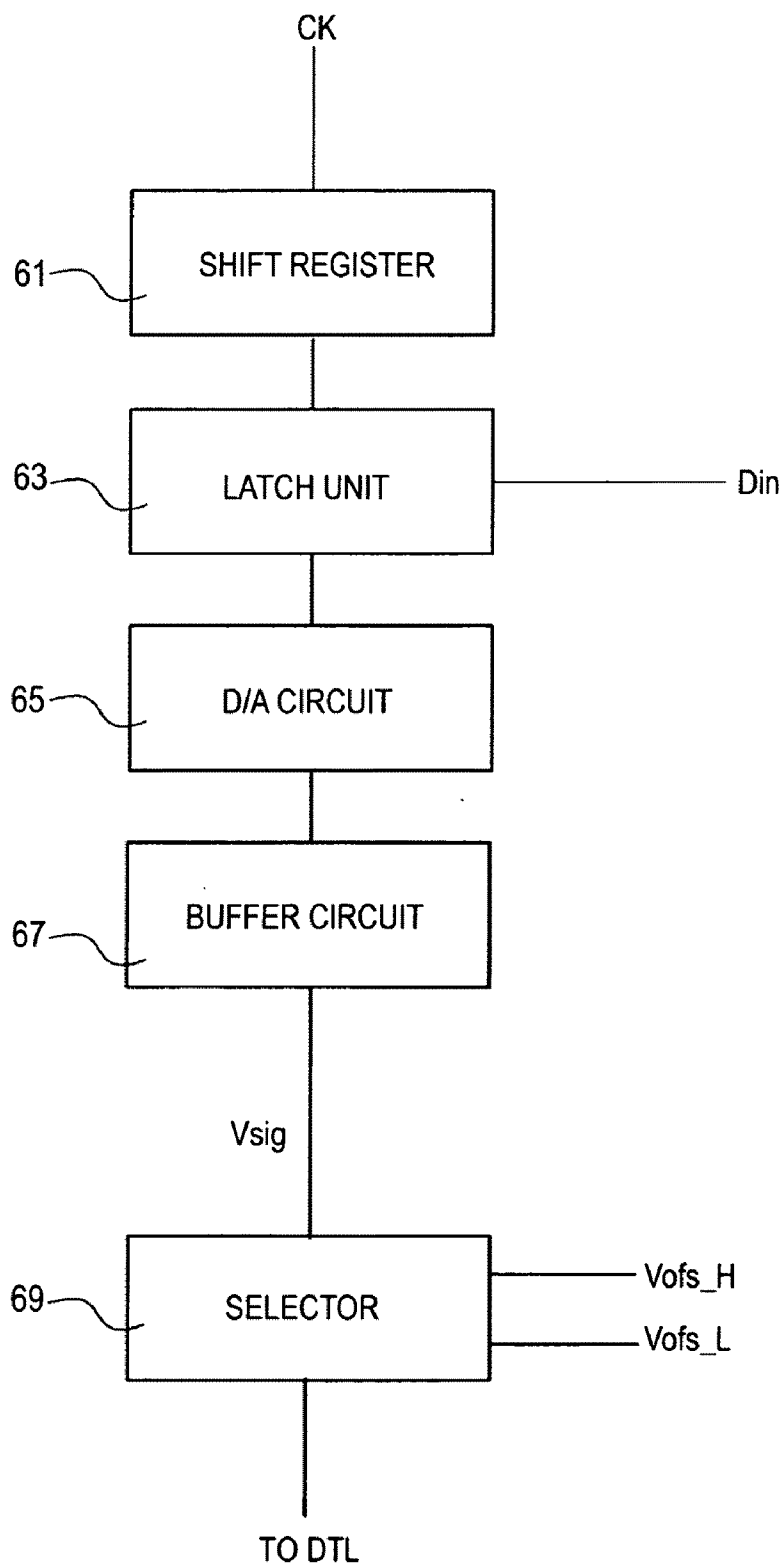 CK
61
SHIFT REGISTER
63
LATCH UNIT
Din
65
D/A CIRCUIT
67
BUFFER CIRCUIT
Vsig
69
SELECTOR
Vofs_H
Vofs_L
TO DTL